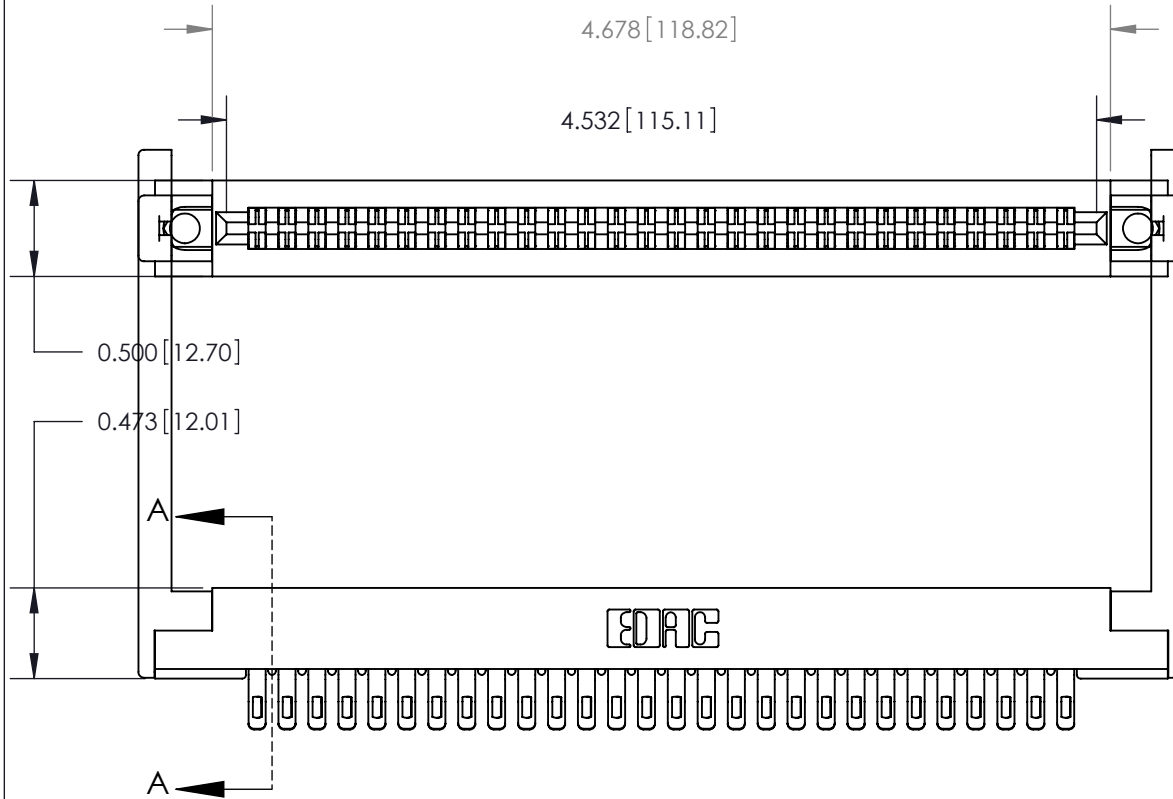 4.678 [118.82]
4.532 [115.11]
0.500 [12.70]
0.473 [12.01]
A
EDAC
A